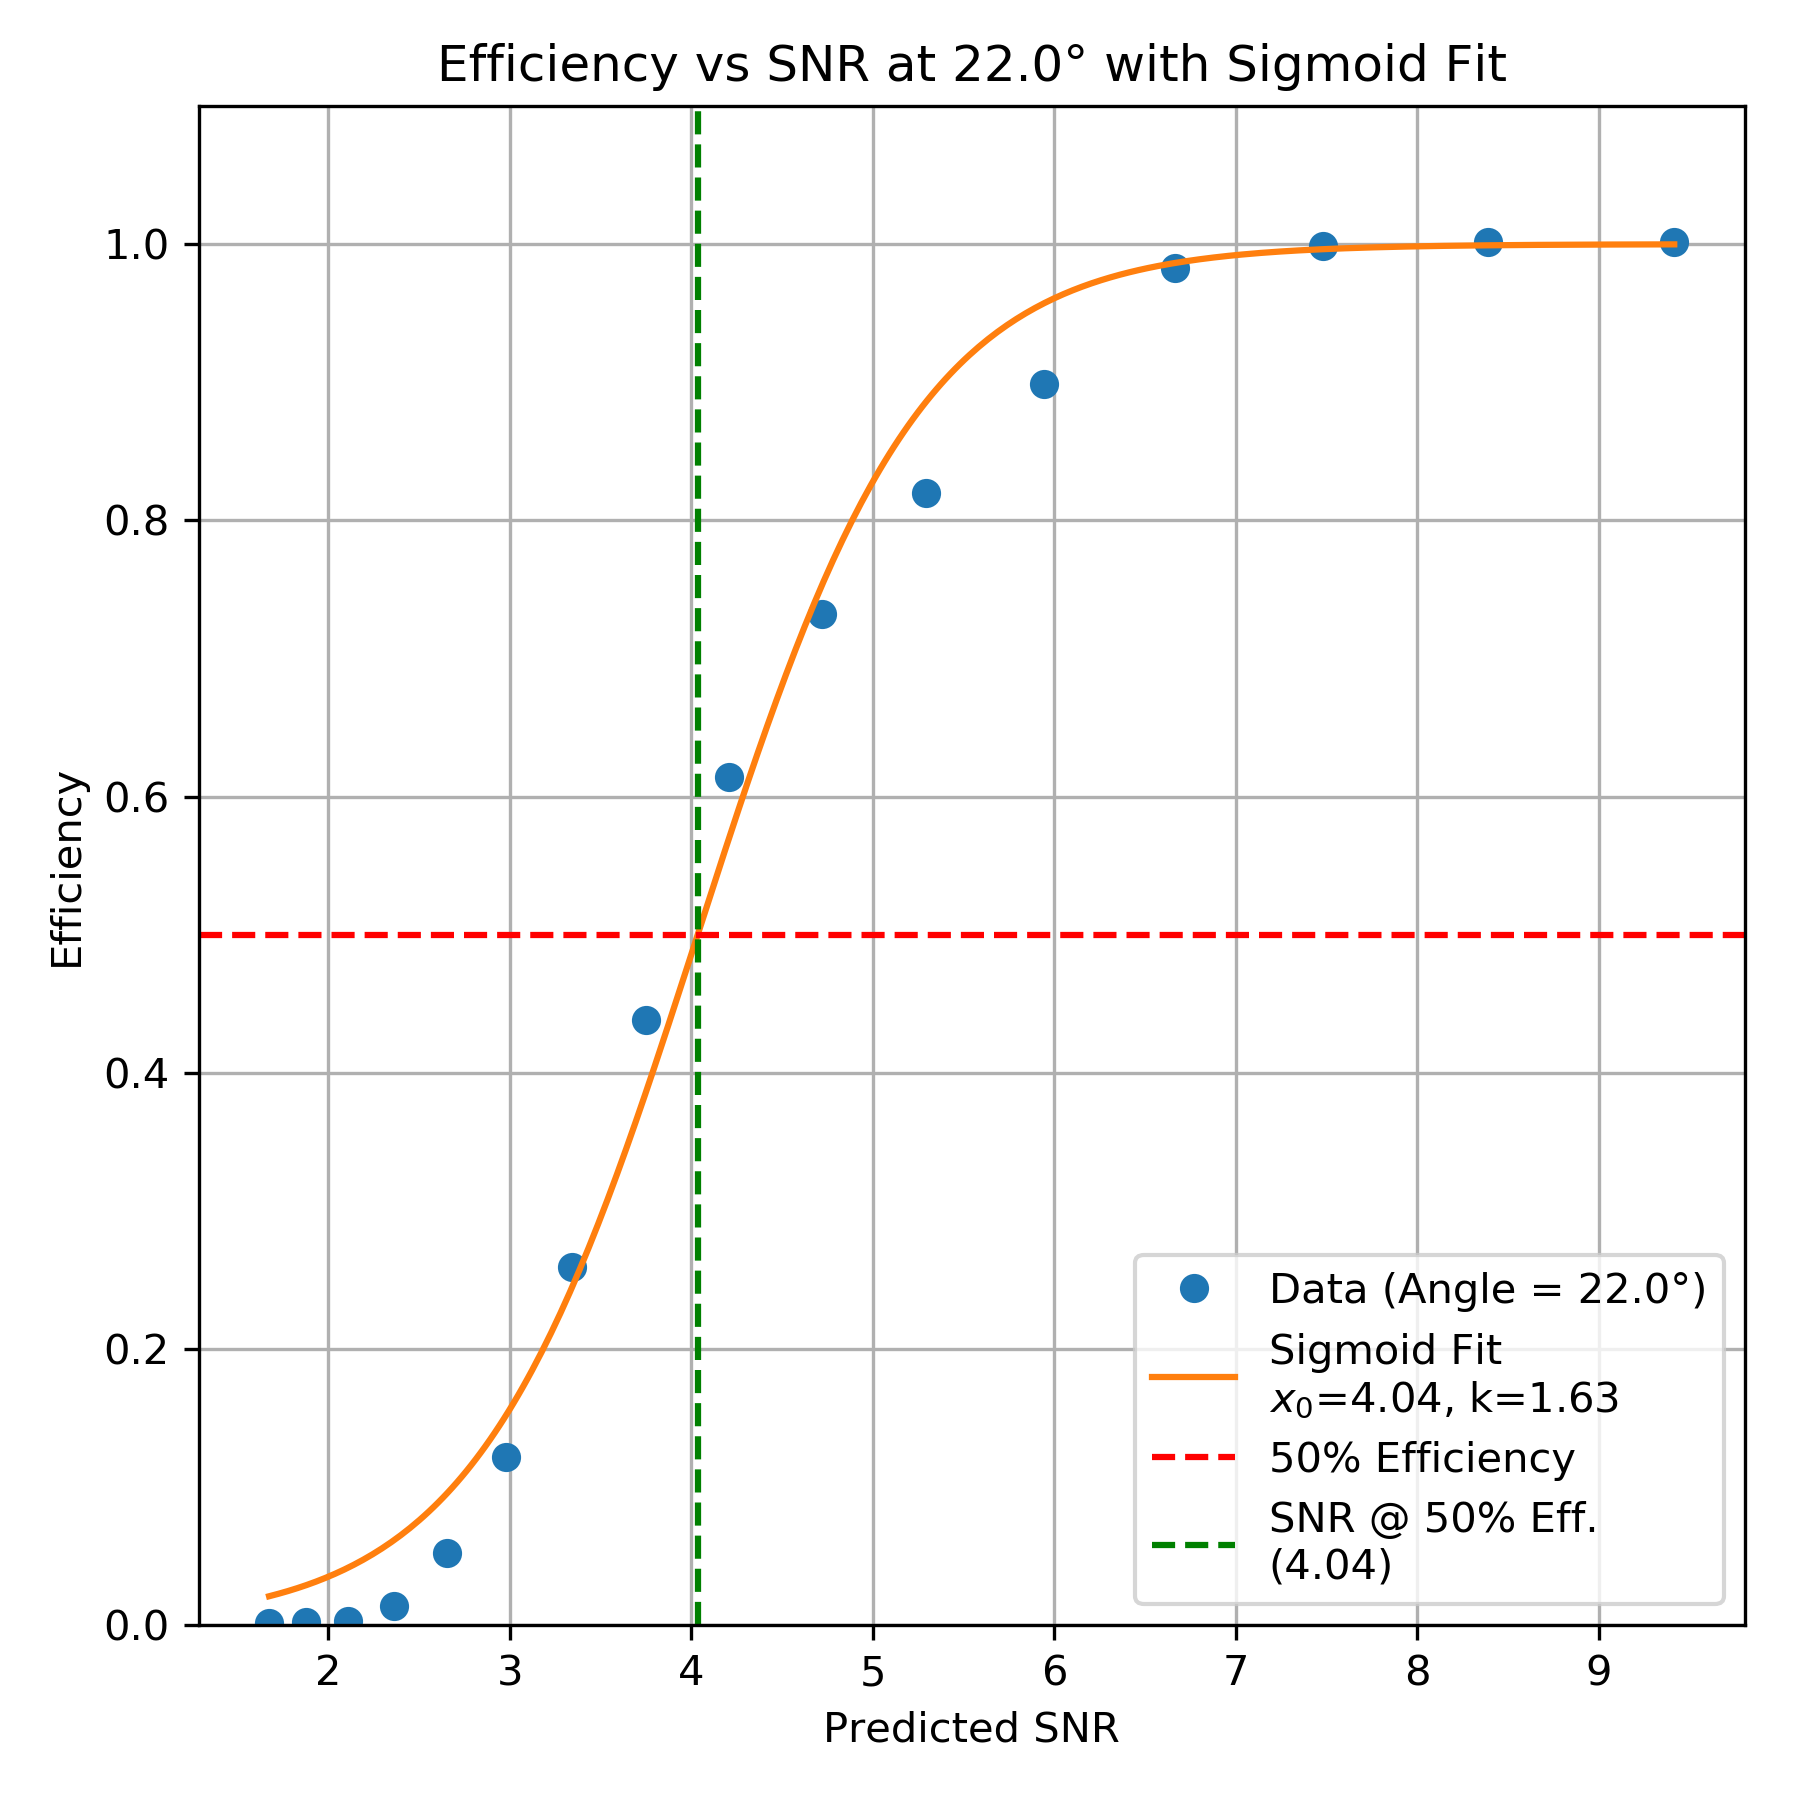 Efficiency vs SNR at 22.0° with Sigmoid Fit
1.0
0.8
0.6
0.4
0.2
0.0
Efficiency
2 3 4 5 6 7 8 9
Predicted SNR
Data (Angle = 22.0°)
Sigmoid Fit
x₀=4.04, k=1.63
50% Efficiency
SNR @ 50% Eff.
(4.04)